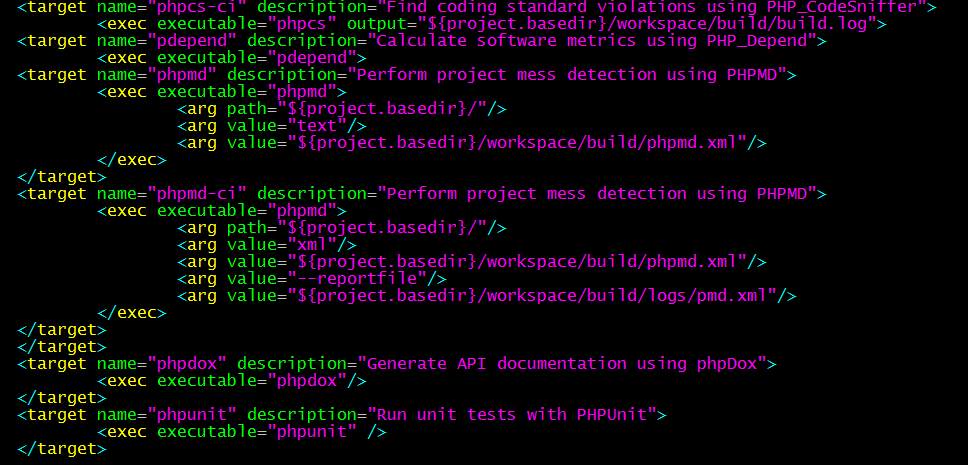 <target name="phpcs-ci" description="Find coding standard violations using PHP_CodeSniffer">
<exec executable="phpcs" output="${project.basedir}/workspace/build/build.log">
<target name="pdepend" description="Calculate software metrics using PHP_Depend">
<exec executable="pdepend">
<target name="phpmd" description="Perform project mess detection using PHPMD">
<exec executable="phpmd">
<arg path="${project.basedir}/"/>
<arg value="text"/>
<arg value="${project.basedir}/workspace/build/phpmd.xml"/>
</exec>
</target>
<target name="phpmd-ci" description="Perform project mess detection using PHPMD">
<exec executable="phpmd">
<arg path="${project.basedir}/"/>
<arg value="xml"/>
<arg value="${project.basedir}/workspace/build/phpmd.xml"/>
<arg value="--reportfile"/>
<arg value="${project.basedir}/workspace/build/logs/pmd.xml"/>
</exec>
</target>
</target>
<target name="phpdox" description="Generate API documentation using phpDox">
<exec executable="phpdox"/>
</target>
<target name="phpunit" description="Run unit tests with PHPUnit">
<exec executable="phpunit" />
</target>